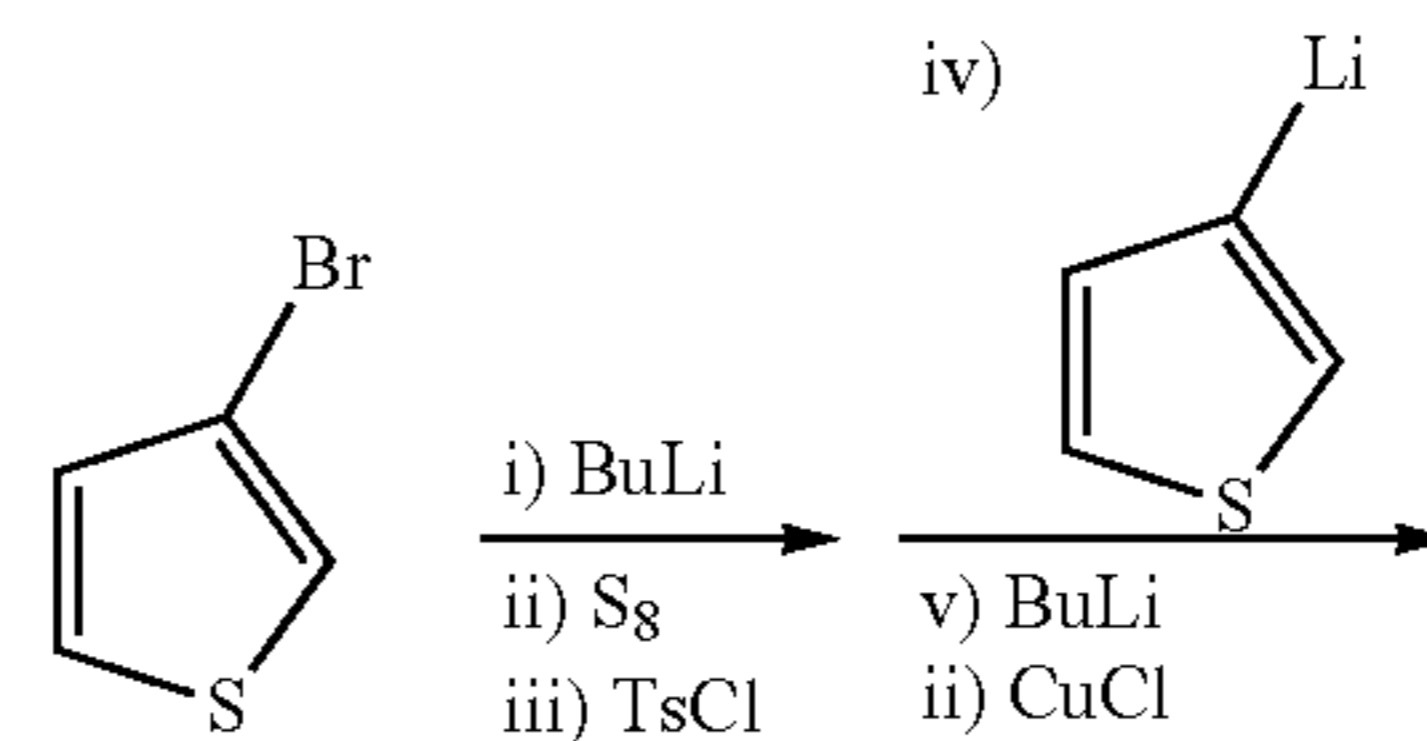 iv)
Li
Br
S
i) BuLi
ii) S₈
iii) TsCl
S
v) BuLi
ii) CuCl